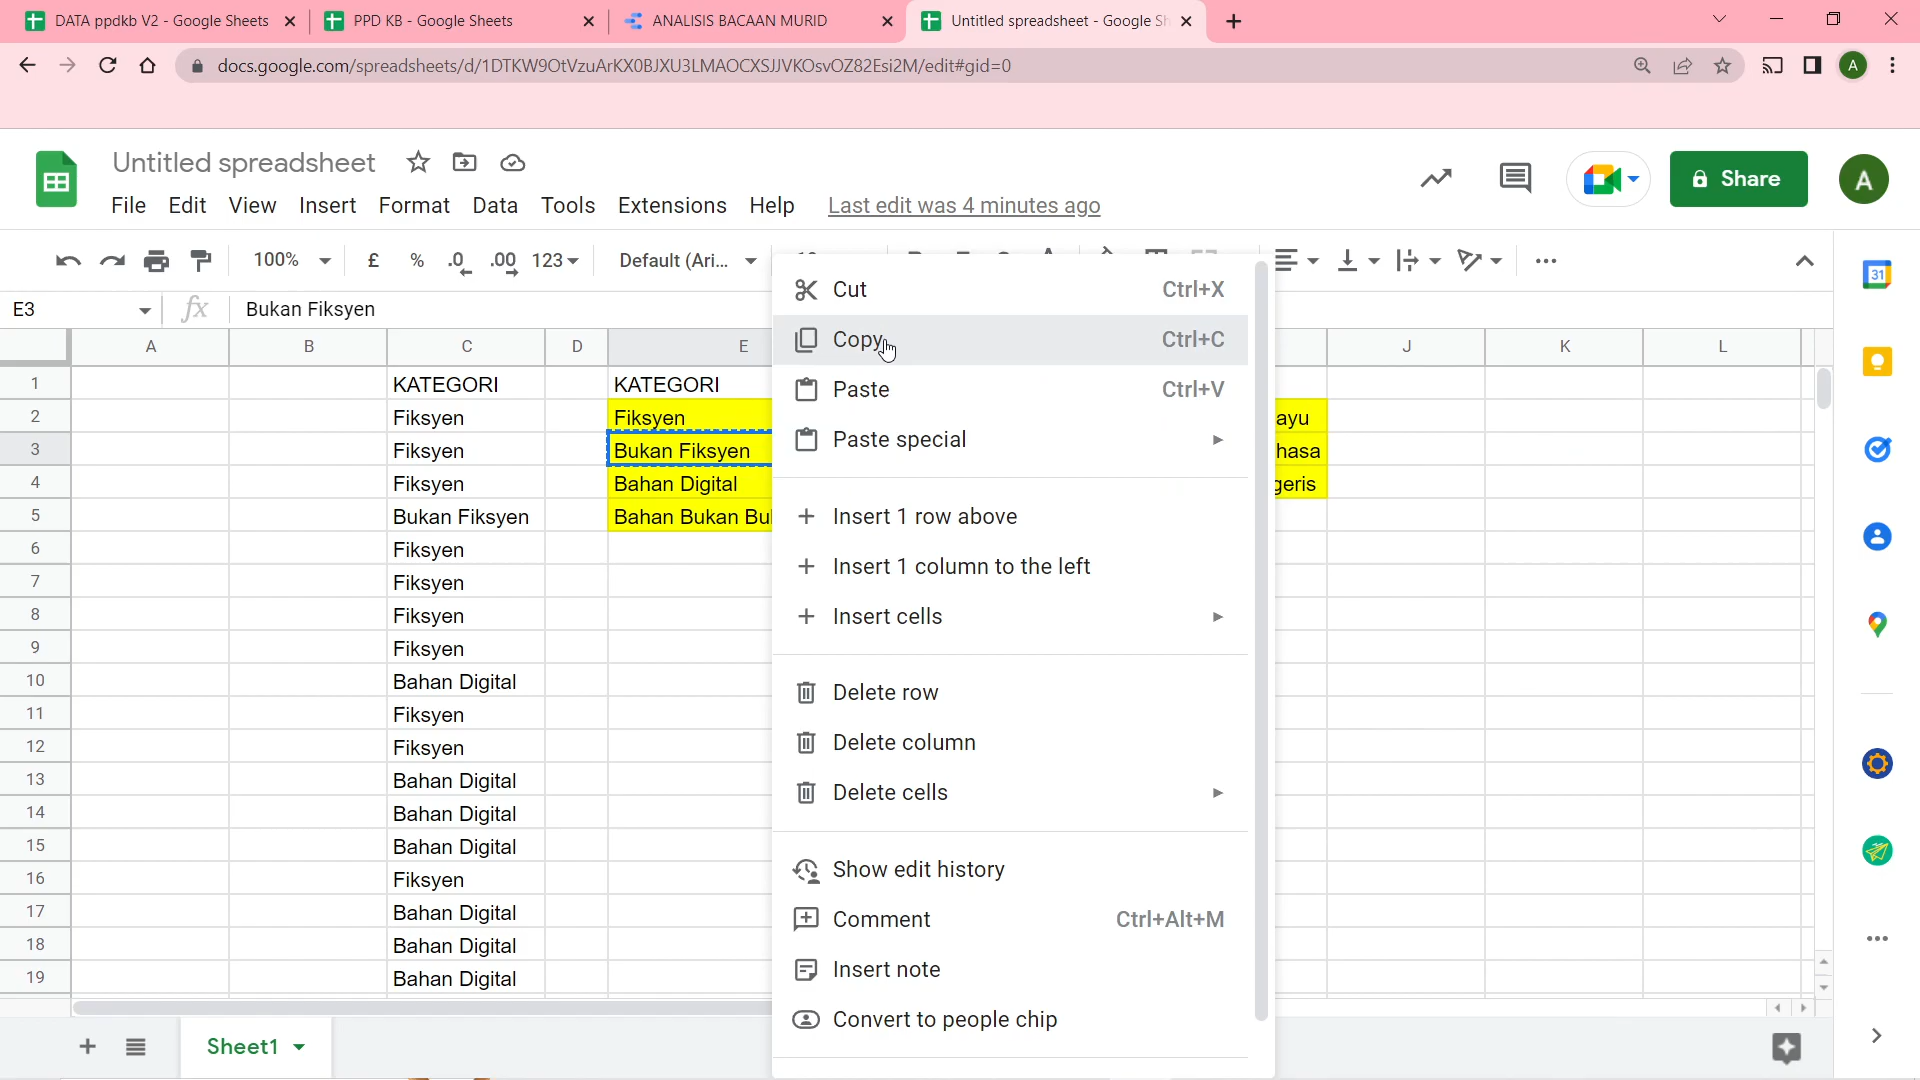 DATA ppdkb V2 - Google Sheets
PPD KB - Google Sheets
ANALISIS BACAAN MURID
Untitled spreadsheet - Google Sh
docs.google.com/spreadsheets/d/1DTKW9OtVzuArKX0BJXU3LMAOCXSJJVKOsvOZ82Esi2M/edit#gid=0
A
Untitled spreadsheet
Share
A
File Edit View Insert Format Data Tools Extensions Help Last edit was 4 minutes ago
100% £ % .0 .00 123 Default (Ari...
31
E3 fx Bukan Fiksyen
A B C D E J K L
1 KATEGORI KATEGORI
2 Fiksyen Fiksyen ayu
3 Fiksyen Bukan Fiksyen hasa
4 Fiksyen Bahan Digital geris
5 Bukan Fiksyen Bahan Bukan Bu
6 Fiksyen
7 Fiksyen
8 Fiksyen
9 Fiksyen
10 Bahan Digital
11 Fiksyen
12 Fiksyen
13 Bahan Digital
14 Bahan Digital
15 Bahan Digital
16 Fiksyen
17 Bahan Digital
18 Bahan Digital
19 Bahan Digital
Cut Ctrl+X
Copy Ctrl+C
Paste Ctrl+V
Paste special
Insert 1 row above
Insert 1 column to the left
Insert cells
Delete row
Delete column
Delete cells
Show edit history
Comment Ctrl+Alt+M
Insert note
Convert to people chip
Sheet1